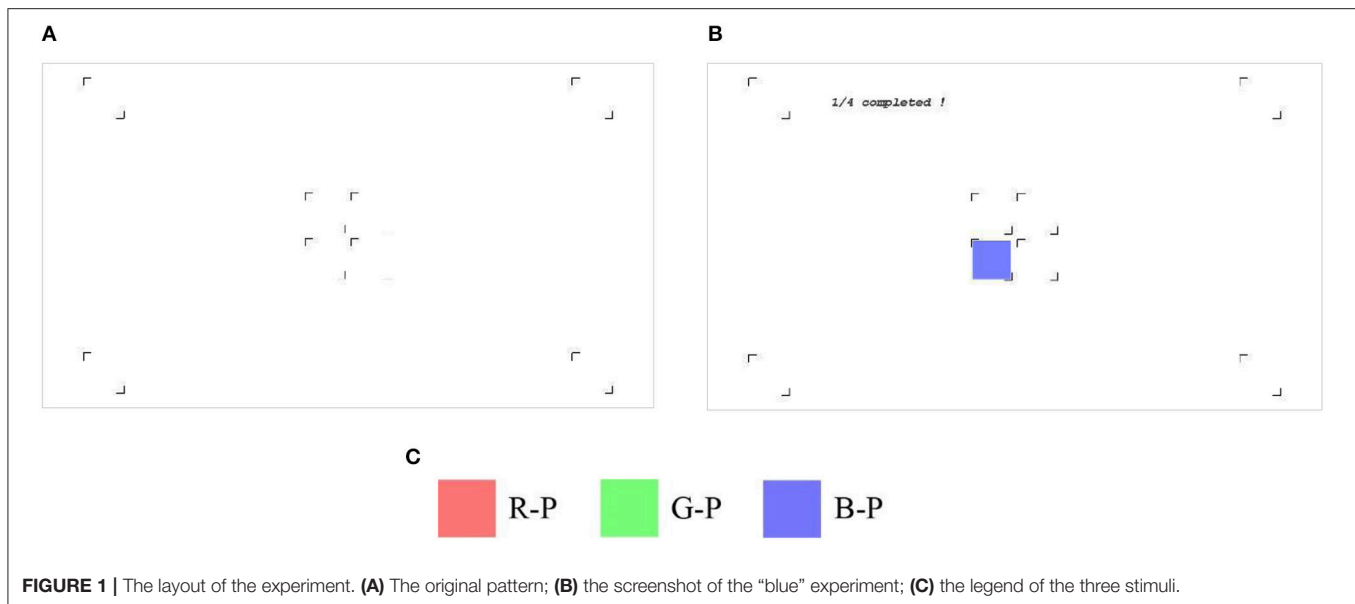 A
B
1/4 completed !
C
R-P
G-P
B-P
FIGURE 1 | The layout of the experiment. (A) The original pattern; (B) the screenshot of the “blue” experiment; (C) the legend of the three stimuli.